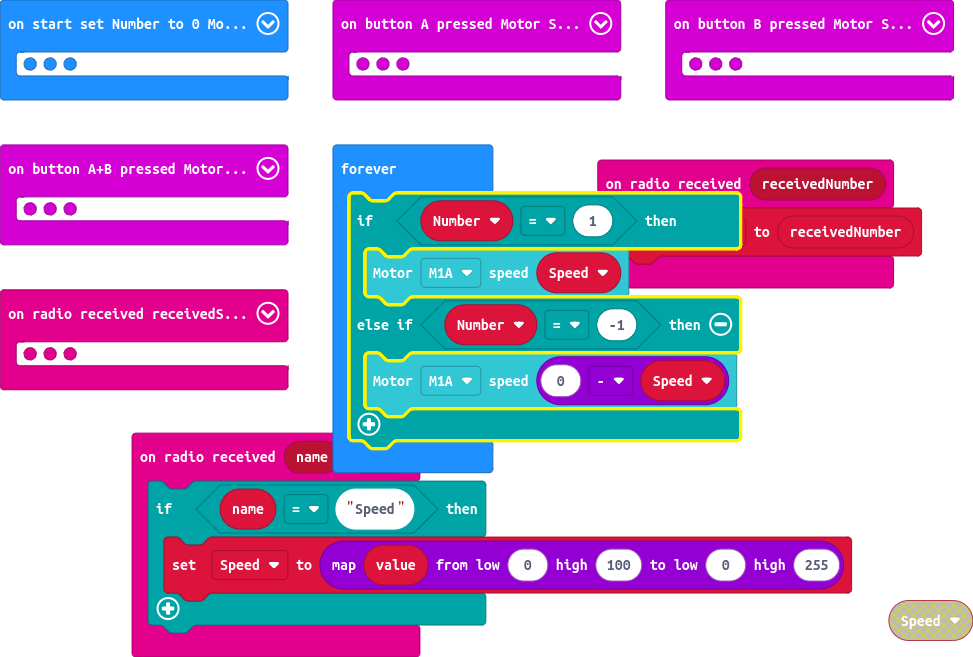 on start set Number to 0 Mo...
on button A pressed Motor S...
on button B pressed Motor S...
on button A+B pressed Motor...
forever
if Number = 1 then
Motor M1A speed Speed
else if Number = -1 then
Motor M1A speed 0 - Speed
on radio received receivedNumber
to receivedNumber
on radio received receivedS...
on radio received name
if name = "Speed" then
set Speed to map value from low 0 high 100 to low 0 high 255
Speed